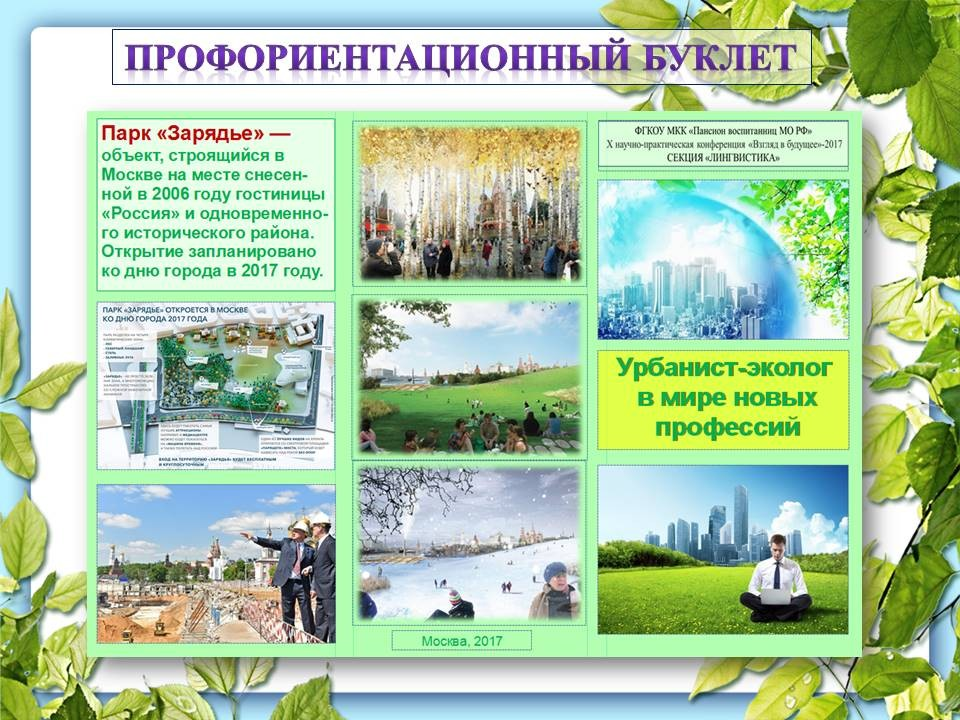 ПРОФОРИЕНТАЦИОННЫЙ БУКЛЕТ
Парк «Зарядье» —
объект, строящийся в
Москве на месте снесен-
ной в 2006 году гостиницы
«Россия» и одновременно-
го исторического района.
Открытие запланировано
ко дню города в 2017 году.
ПАРК «ЗАРЯДЬЕ» ОТКРОЕТСЯ В МОСКВЕ
КО ДНЮ ГОРОДА 2017 ГОДА
ВХОД НА ТЕРРИТОРИЮ «ЗАРЯДЬЕ» БУДЕТ БЕСПЛАТНЫМ
И КРУГЛОСУТОЧНЫМ
Москва, 2017
ФГКОУ МКК «Пансион воспитанниц МО РФ»
X научно-практическая конференция «Взгляд в будущее»-2017
СЕКЦИЯ «ЛИНГВИСТИКА»
Урбанист-эколог
в мире новых
профессий